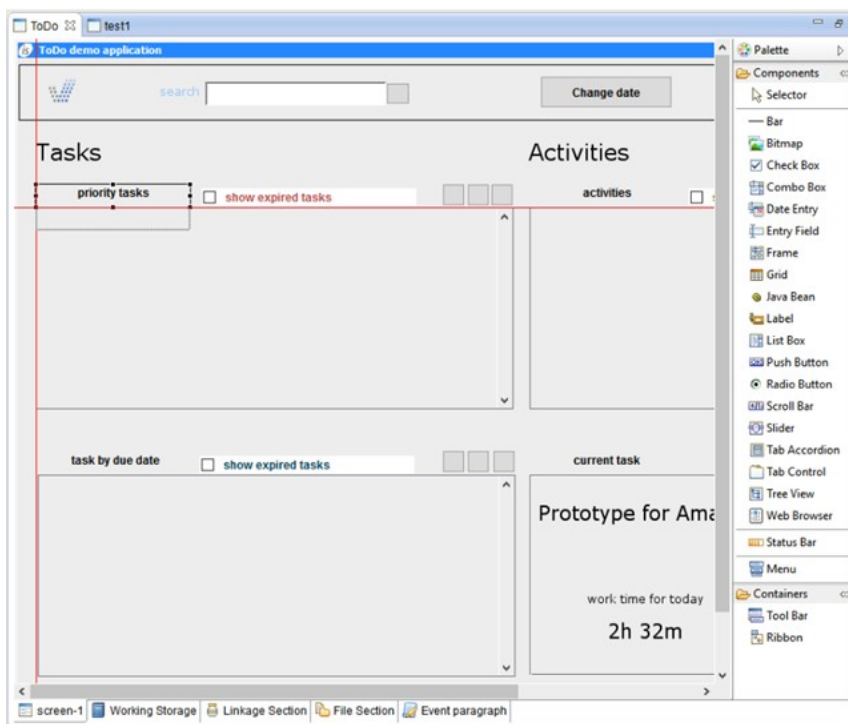 ToDo
test1
is ToDo demo application
search
Change date
Tasks
Activities
priority tasks
show expired tasks
activities
task by due date
show expired tasks
current task
Prototype for Ama
work time for today
2h 32m
Palette
Components
Selector
Bar
Bitmap
Check Box
Combo Box
Date Entry
Entry Field
Frame
Grid
Java Bean
Label
List Box
Push Button
Radio Button
Scroll Bar
Slider
Tab Accordion
Tab Control
Tree View
Web Browser
Status Bar
Menu
Containers
Tool Bar
Ribbon
screen-1 Working Storage Linkage Section File Section Event paragraph